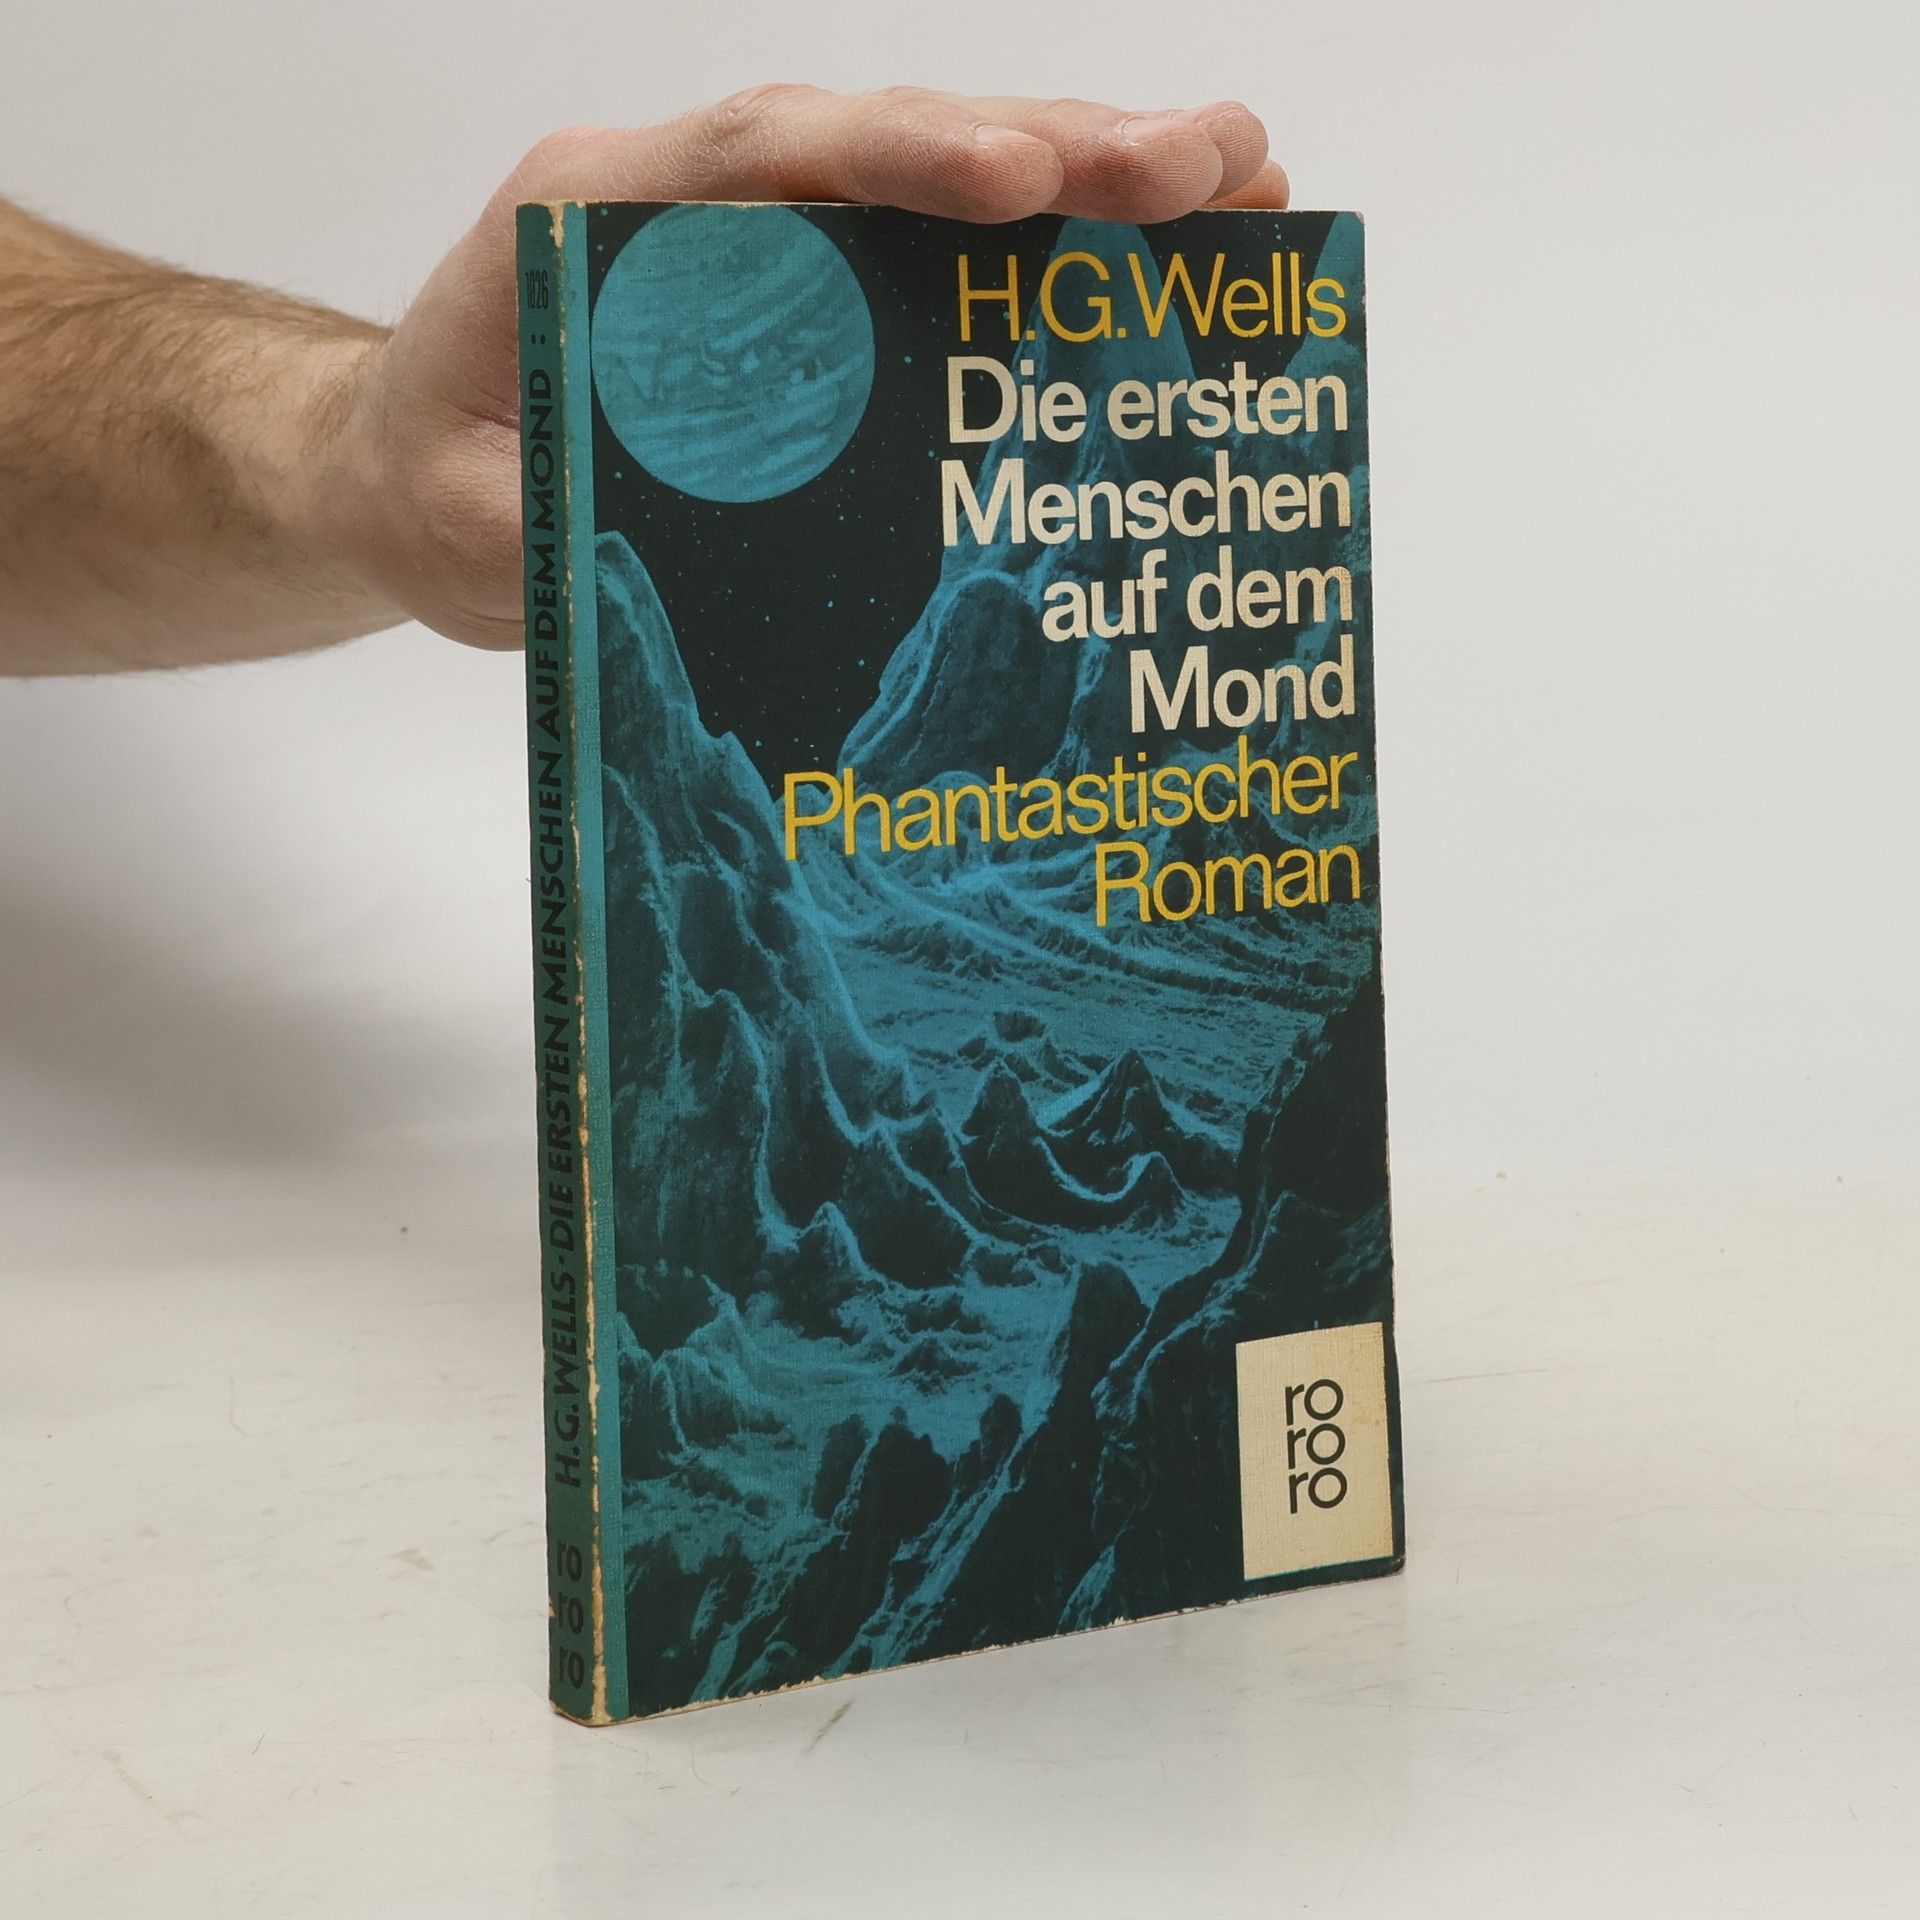 H.G.Wells
Die ersten
Menschen
auf dem
Mond
Phantastischer
Roman
ro
ro
ro
H.G. WELLS · DIE ERSTEN MENSCHEN AUF DEM MOND : 1026
ro
ro
ro